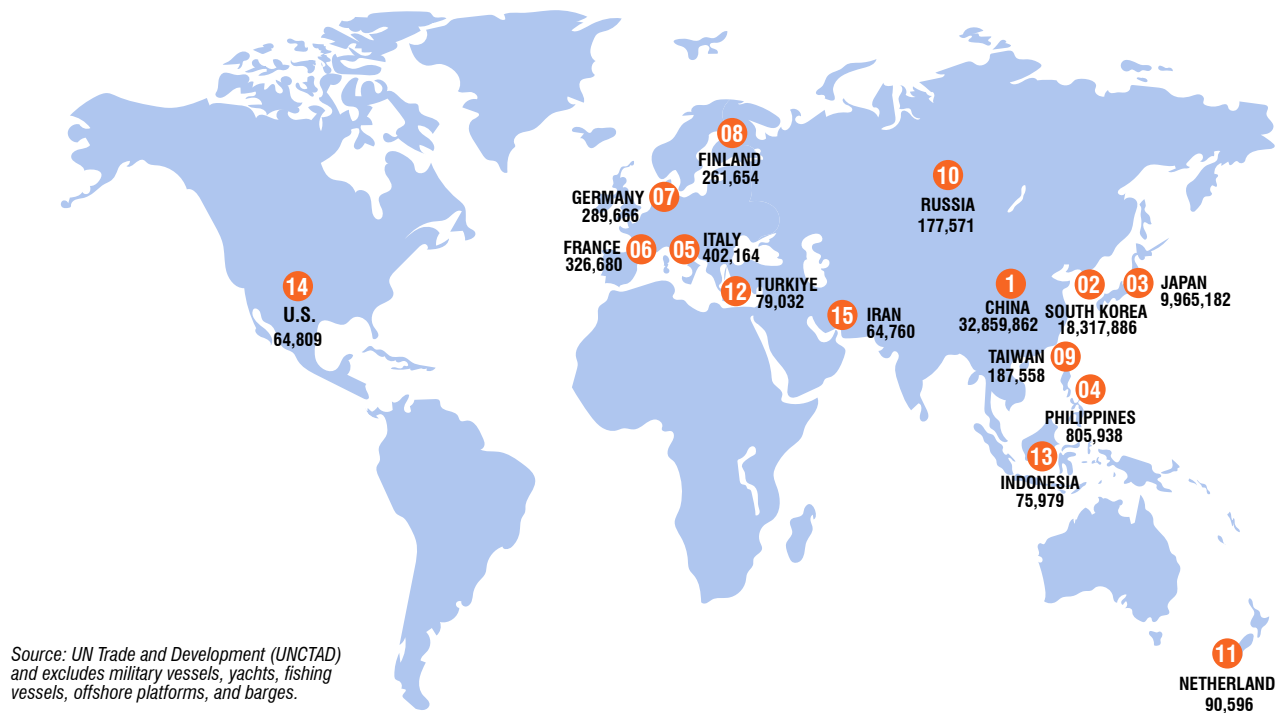 08
FINLAND
261,654
10
RUSSIA
177,571
GERMANY
07
289,666
FRANCE
06
326,680
05
ITALY
402,164
14
U.S.
64,809
12
TURKIYE
79,032
15
IRAN
64,760
1
CHINA
32,859,862
02
SOUTH KOREA
18,317,886
03
JAPAN
9,965,182
TAIWAN
09
187,558
04
PHILIPPINES
805,938
13
INDONESIA
75,979
11
NETHERLAND
90,596
Source: UN Trade and Development (UNCTAD)
and excludes military vessels, yachts, fishing
vessels, offshore platforms, and barges.